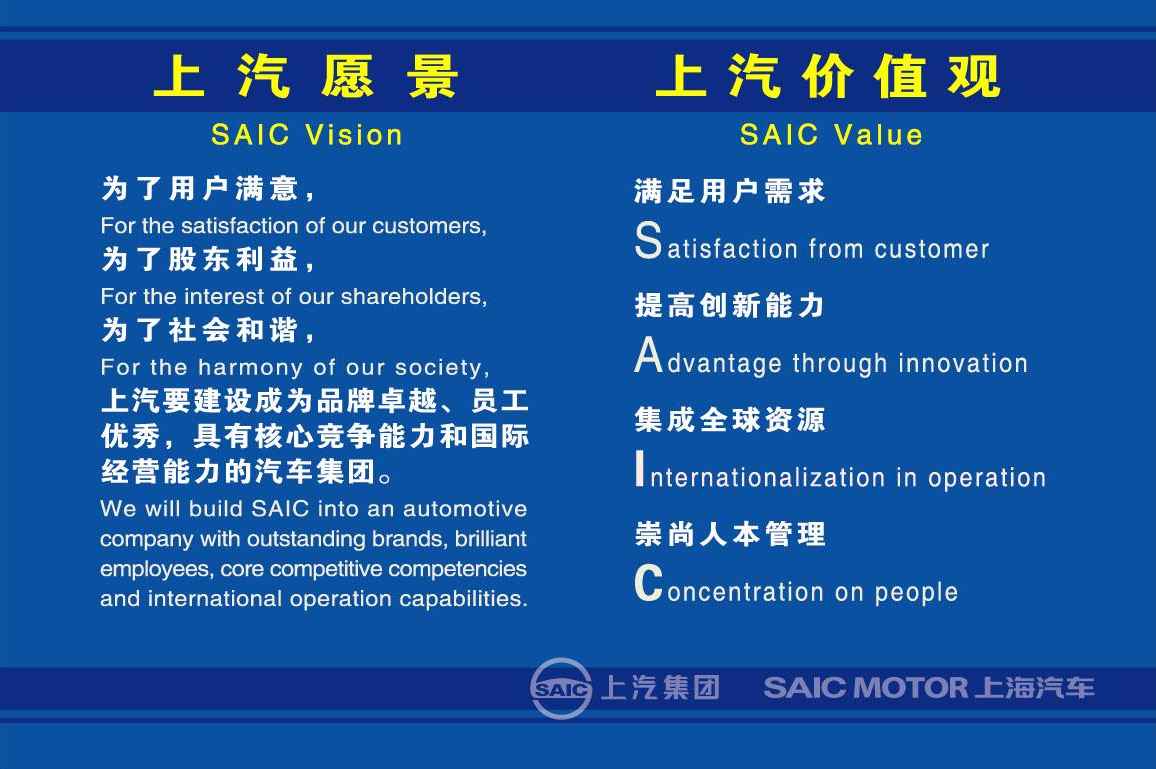 上汽愿景
SAIC Vision
为了用户满意，
For the satisfaction of our customers,
为了股东利益，
For the interest of our shareholders,
为了社会和谐，
For the harmony of our society,
上汽要建设成为品牌卓越、员工
优秀，具有核心竞争能力和国际
经营能力的汽车集团。
We will build SAIC into an automotive
company with outstanding brands, brilliant
employees, core competitive competencies
and international operation capabilities.
上汽价值观
SAIC Value
满足用户需求
Satisfaction from customer
提高创新能力
Advantage through innovation
集成全球资源
Internationalization in operation
崇尚人本管理
Concentration on people
SAIC 上汽集团 SAIC MOTOR 上海汽车